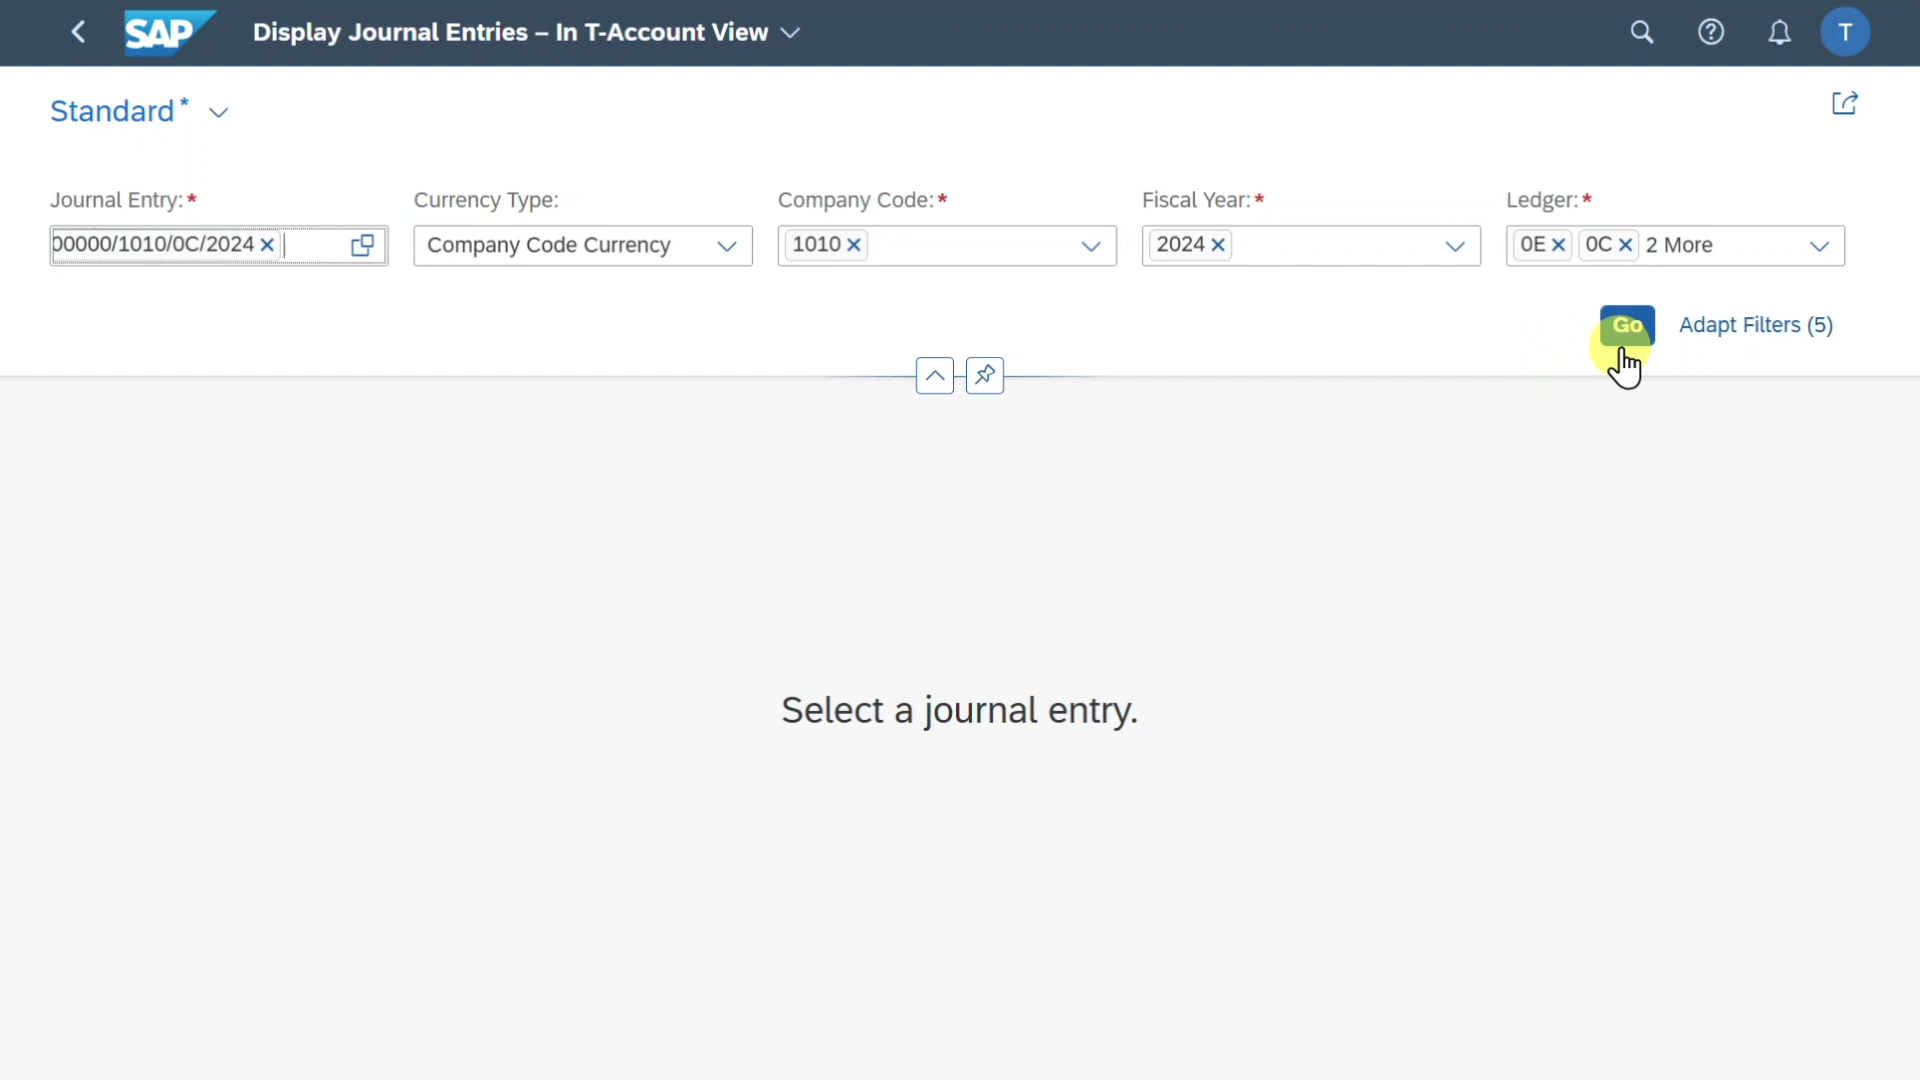 SAP
Display Journal Entries – In T-Account View
T
Standard *
Journal Entry:*
Currency Type:
Company Code:*
Fiscal Year:*
Ledger:*
00000/1010/0C/2024
Company Code Currency
1010
2024
0E
0C
2 More
Go
Adapt Filters (5)
Select a journal entry.